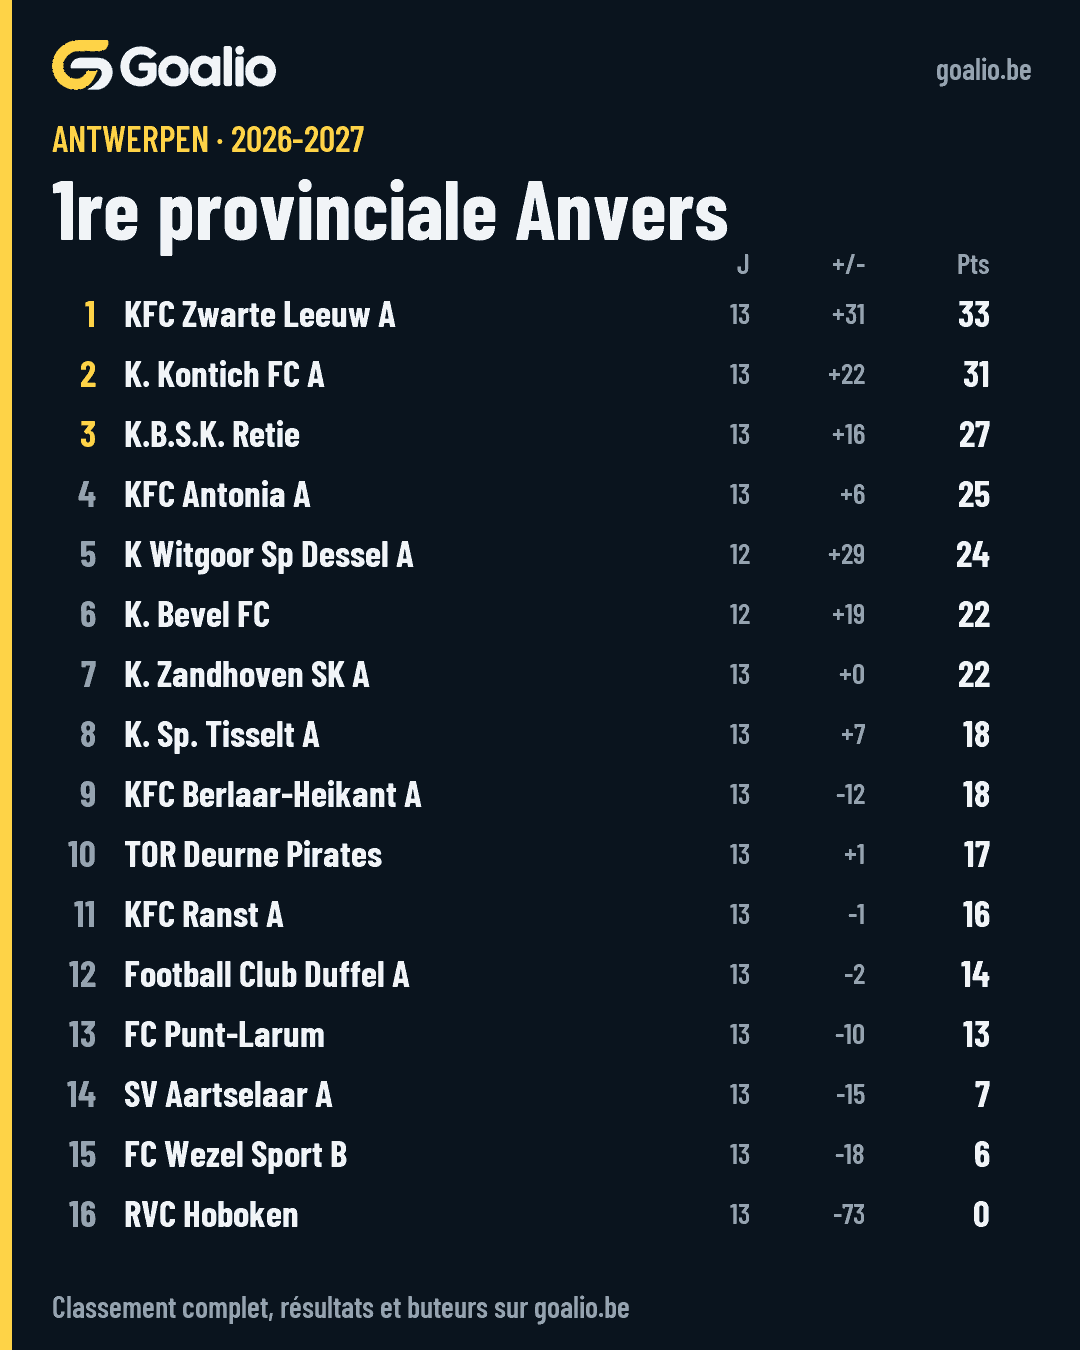 Goalio
goalio.be
ANTWERPEN · 2026-2027
1re provinciale Anvers
J +/- Pts
1 KFC Zwarte Leeuw A 13 +31 33
2 K. Kontich FC A 13 +22 31
3 K.B.S.K. Retie 13 +16 27
4 KFC Antonia A 13 +6 25
5 K Witgoor Sp Dessel A 12 +29 24
6 K. Bevel FC 12 +19 22
7 K. Zandhoven SK A 13 +0 22
8 K. Sp. Tisselt A 13 +7 18
9 KFC Berlaar-Heikant A 13 -12 18
10 TOR Deurne Pirates 13 +1 17
11 KFC Ranst A 13 -1 16
12 Football Club Duffel A 13 -2 14
13 FC Punt-Larum 13 -10 13
14 SV Aartselaar A 13 -15 7
15 FC Wezel Sport B 13 -18 6
16 RVC Hoboken 13 -73 0
Classement complet, résultats et buteurs sur goalio.be